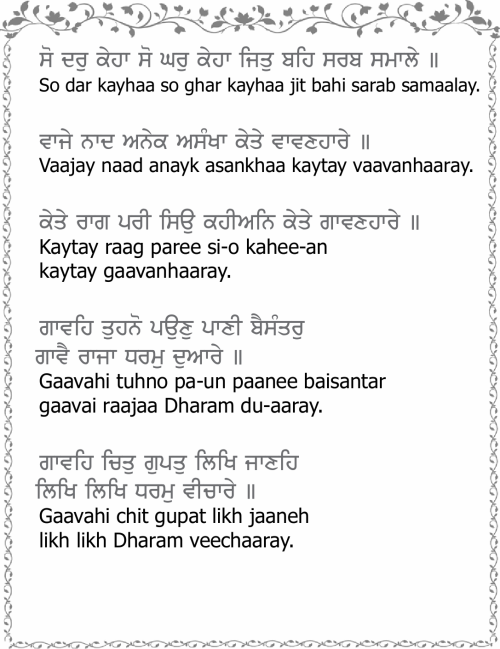 ਸੋ ਦਰੁ ਕੇਹਾ ਸੋ ਘਰੁ ਕੇਹਾ ਜਿਤੁ ਬਹਿ ਸਰਬ ਸਮਾਲੇ ॥
So dar kayhaa so ghar kayhaa jit bahi sarab samaalay.
ਵਾਜੇ ਨਾਦ ਅਨੇਕ ਅਸੰਖਾ ਕੇਤੇ ਵਾਵਣਹਾਰੇ ॥
Vaajay naad anayk asankhaa kaytay vaavanhaaray.
ਕੇਤੇ ਰਾਗ ਪਰੀ ਸਿਉ ਕਹੀਅਨਿ ਕੇਤੇ ਗਾਵਣਹਾਰੇ ॥
Kaytay raag paree si-o kahee-an
kaytay gaavanhaaray.
ਗਾਵਹਿ ਤੁਹਨੋ ਪਉਣੁ ਪਾਣੀ ਬੈਸੰਤਰੁ
ਗਾਵੈ ਰਾਜਾ ਧਰਮੁ ਦੁਆਰੇ ॥
Gaavahi tuhno pa-un paanee baisantar
gaavai raajaa Dharam du-aaray.
ਗਾਵਹਿ ਚਿਤੁ ਗੁਪਤੁ ਲਿਖਿ ਜਾਣਹਿ
ਲਿਖਿ ਲਿਖਿ ਧਰਮੁ ਵੀਚਾਰੇ ॥
Gaavahi chit gupat likh jaaneh
likh likh Dharam veechaaray.